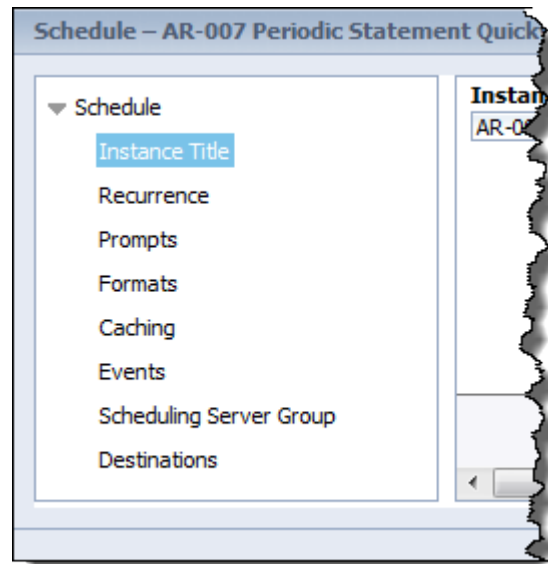 Schedule – AR-007 Periodic Statement Quick
Schedule
Instance Title
Recurrence
Prompts
Formats
Caching
Events
Scheduling Server Group
Destinations
Instan
AR-0